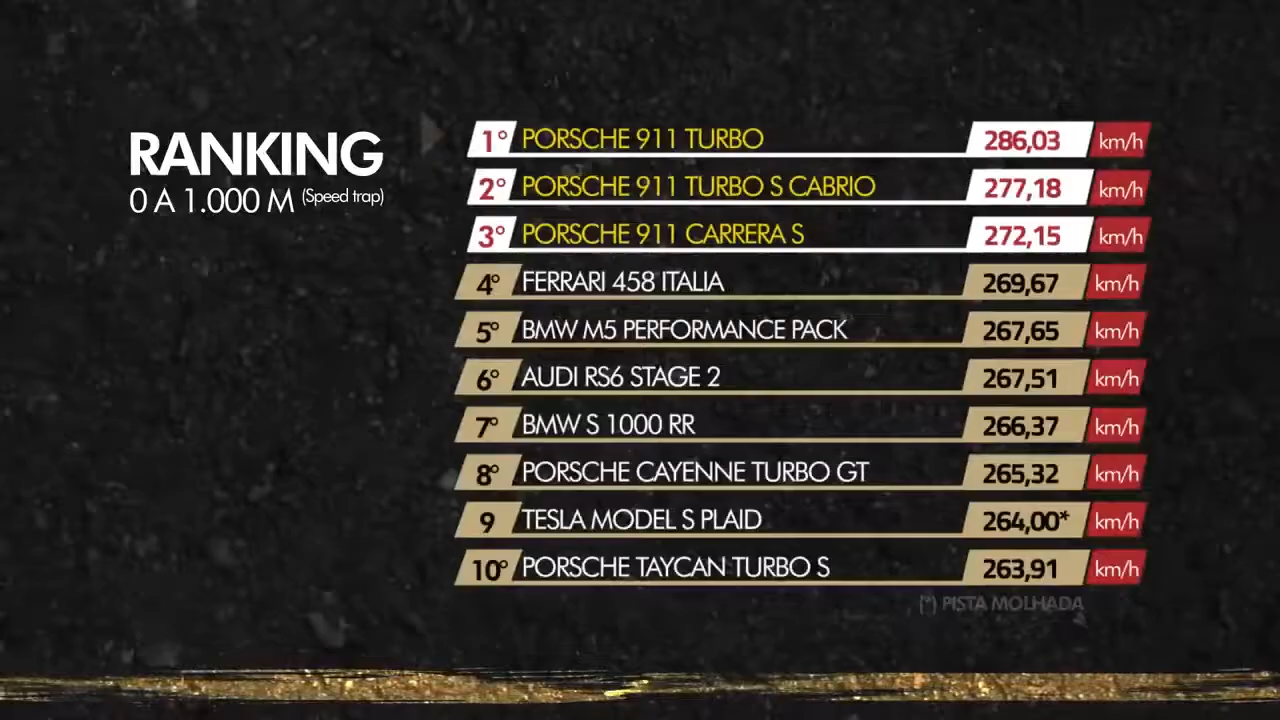 RANKING
0 A 1.000 M (Speed trap)
1° PORSCHE 911 TURBO 286,03 km/h
2° PORSCHE 911 TURBO S CABRIO 277,18 km/h
3° PORSCHE 911 CARRERA S 272,15 km/h
4° FERRARI 458 ITALIA 269,67 km/h
5° BMW M5 PERFORMANCE PACK 267,65 km/h
6° AUDI RS6 STAGE 2 267,51 km/h
7° BMW S 1000 RR 266,37 km/h
8° PORSCHE CAYENNE TURBO GT 265,32 km/h
9 TESLA MODEL S PLAID 264,00* km/h
10° PORSCHE TAYCAN TURBO S 263,91 km/h
(*) PISTA MOLHADA